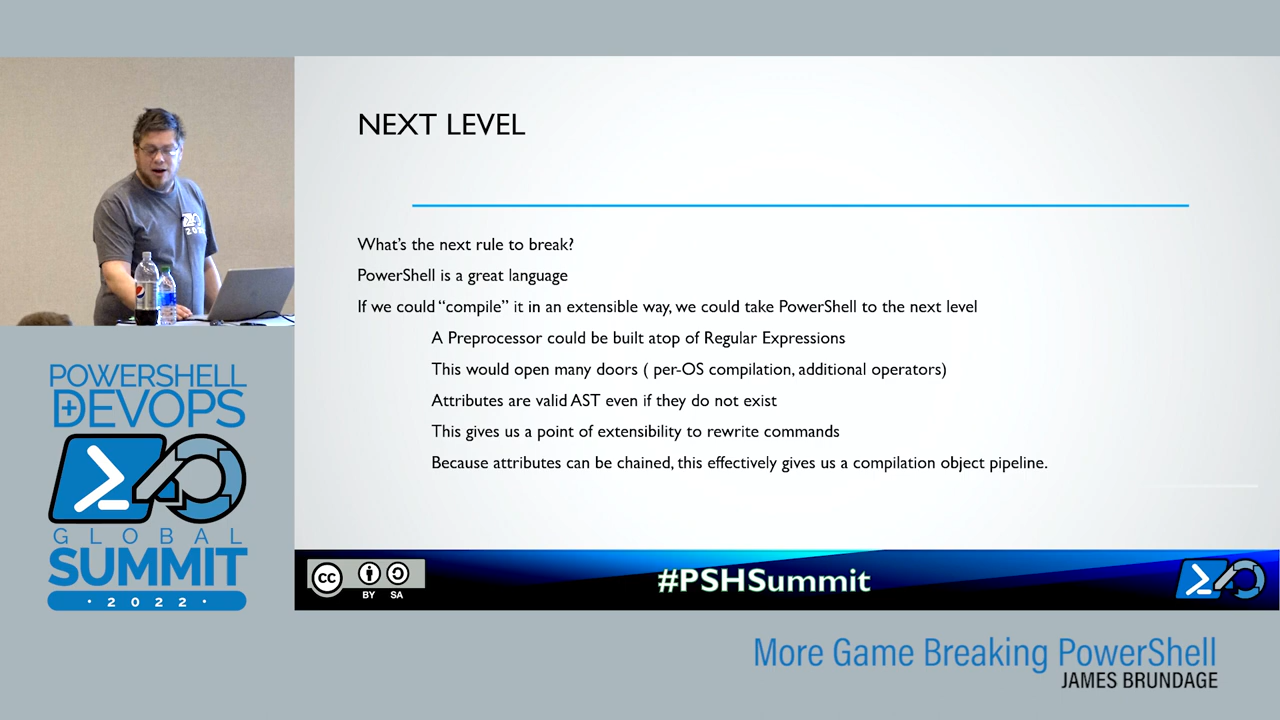 NEXT LEVEL
What's the next rule to break?
PowerShell is a great language
If we could “compile” it in an extensible way, we could take PowerShell to the next level
A Preprocessor could be built atop of Regular Expressions
This would open many doors ( per-OS compilation, additional operators)
Attributes are valid AST even if they do not exist
This gives us a point of extensibility to rewrite commands
Because attributes can be chained, this effectively gives us a compilation object pipeline.
POWERSHELL
+DEVOPS
GLOBAL
SUMMIT
· 2022 ·
CC
BY SA
#PSHSummit
More Game Breaking PowerShell
JAMES BRUNDAGE